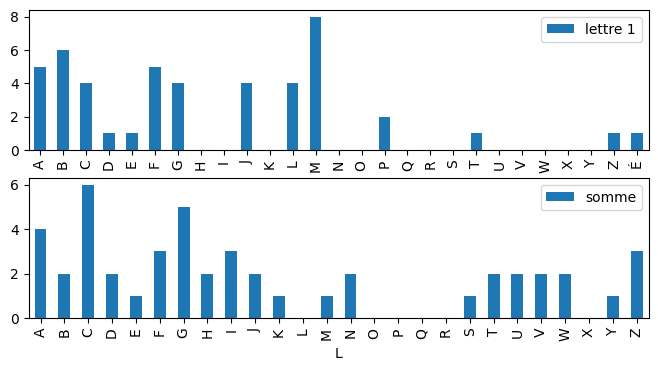 8
6
4
2
0
lettre 1
A B C D E F G H I J K L M N O P Q R S T U V W X Y Z É
6
4
2
0
somme
A B C D E F G H I J K L M N O P Q R S T U V W X Y Z
L